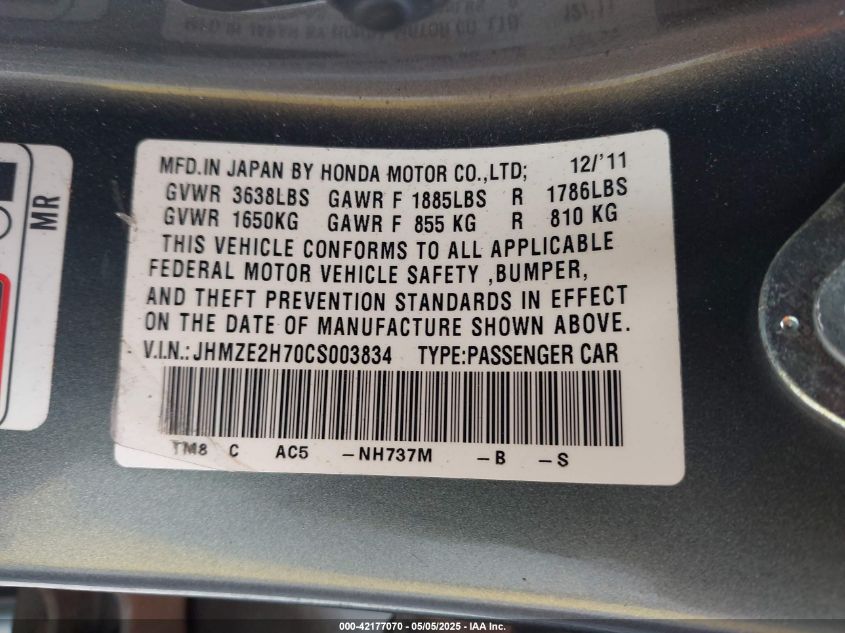 MFD.IN JAPAN BY HONDA MOTOR CO.,LTD; 12/'11
GVWR 3638LBS GAWR F 1885LBS R 1786LBS
GVWR 1650KG GAWR F 855 KG R 810 KG
THIS VEHICLE CONFORMS TO ALL APPLICABLE
FEDERAL MOTOR VEHICLE SAFETY ,BUMPER,
AND THEFT PREVENTION STANDARDS IN EFFECT
ON THE DATE OF MANUFACTURE SHOWN ABOVE.
V.I.N.: JHMZE2H70CS003834 TYPE:PASSENGER CAR
TM8 C AC5 -NH737M -B -S
MR
000-42177070 - 05/05/2025 - IAA Inc.